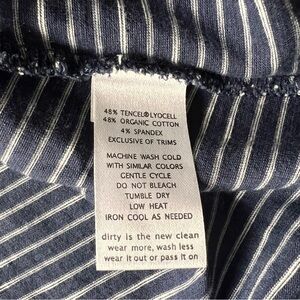 48% TENCEL®LYOCELL
48% ORGANIC COTTON
4% SPANDEX
EXCLUSIVE OF TRIMS
MACHINE WASH COLD
WITH SIMILAR COLORS
GENTLE CYCLE
DO NOT BLEACH
TUMBLE DRY
LOW HEAT
IRON COOL AS NEEDED
dirty is the new clean
wear more, wash less
wear it out or pass it on